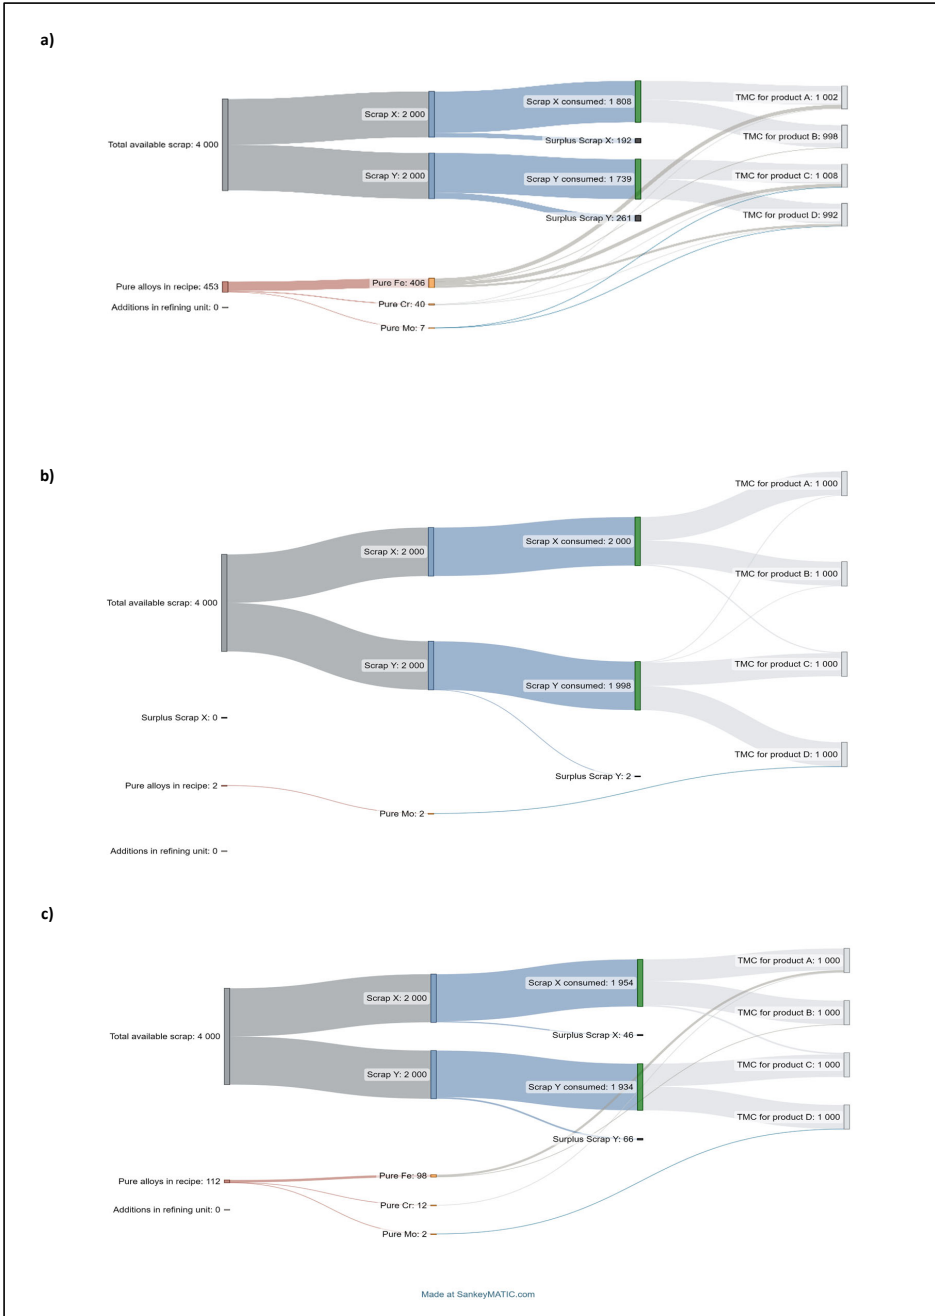 a)
Scrap X: 2 000
Scrap X consumed: 1 808
TMC for product A: 1 002
Total available scrap: 4 000
Surplus Scrap X: 192
TMC for product B: 998
Scrap Y: 2 000
Scrap Y consumed: 1 739
TMC for product C: 1 008
Surplus Scrap Y: 261
TMC for product D: 992
Pure alloys in recipe: 453
Pure Fe: 406
Additions in refining unit: 0
Pure Cr: 40
Pure Mo: 7
b)
TMC for product A: 1 000
Scrap X: 2 000
Scrap X consumed: 2 000
TMC for product B: 1 000
Total available scrap: 4 000
Scrap Y: 2 000
Scrap Y consumed: 1 998
TMC for product C: 1 000
Surplus Scrap X: 0
TMC for product D: 1 000
Surplus Scrap Y: 2
Pure alloys in recipe: 2
Pure Mo: 2
Additions in refining unit: 0
c)
TMC for product A: 1 000
Scrap X: 2 000
Scrap X consumed: 1 954
TMC for product B: 1 000
Total available scrap: 4 000
Surplus Scrap X: 46
TMC for product C: 1 000
Scrap Y: 2 000
Scrap Y consumed: 1 934
TMC for product D: 1 000
Surplus Scrap Y: 66
Pure alloys in recipe: 112
Pure Fe: 98
Additions in refining unit: 0
Pure Cr: 12
Pure Mo: 2
Made at SankeyMATIC.com